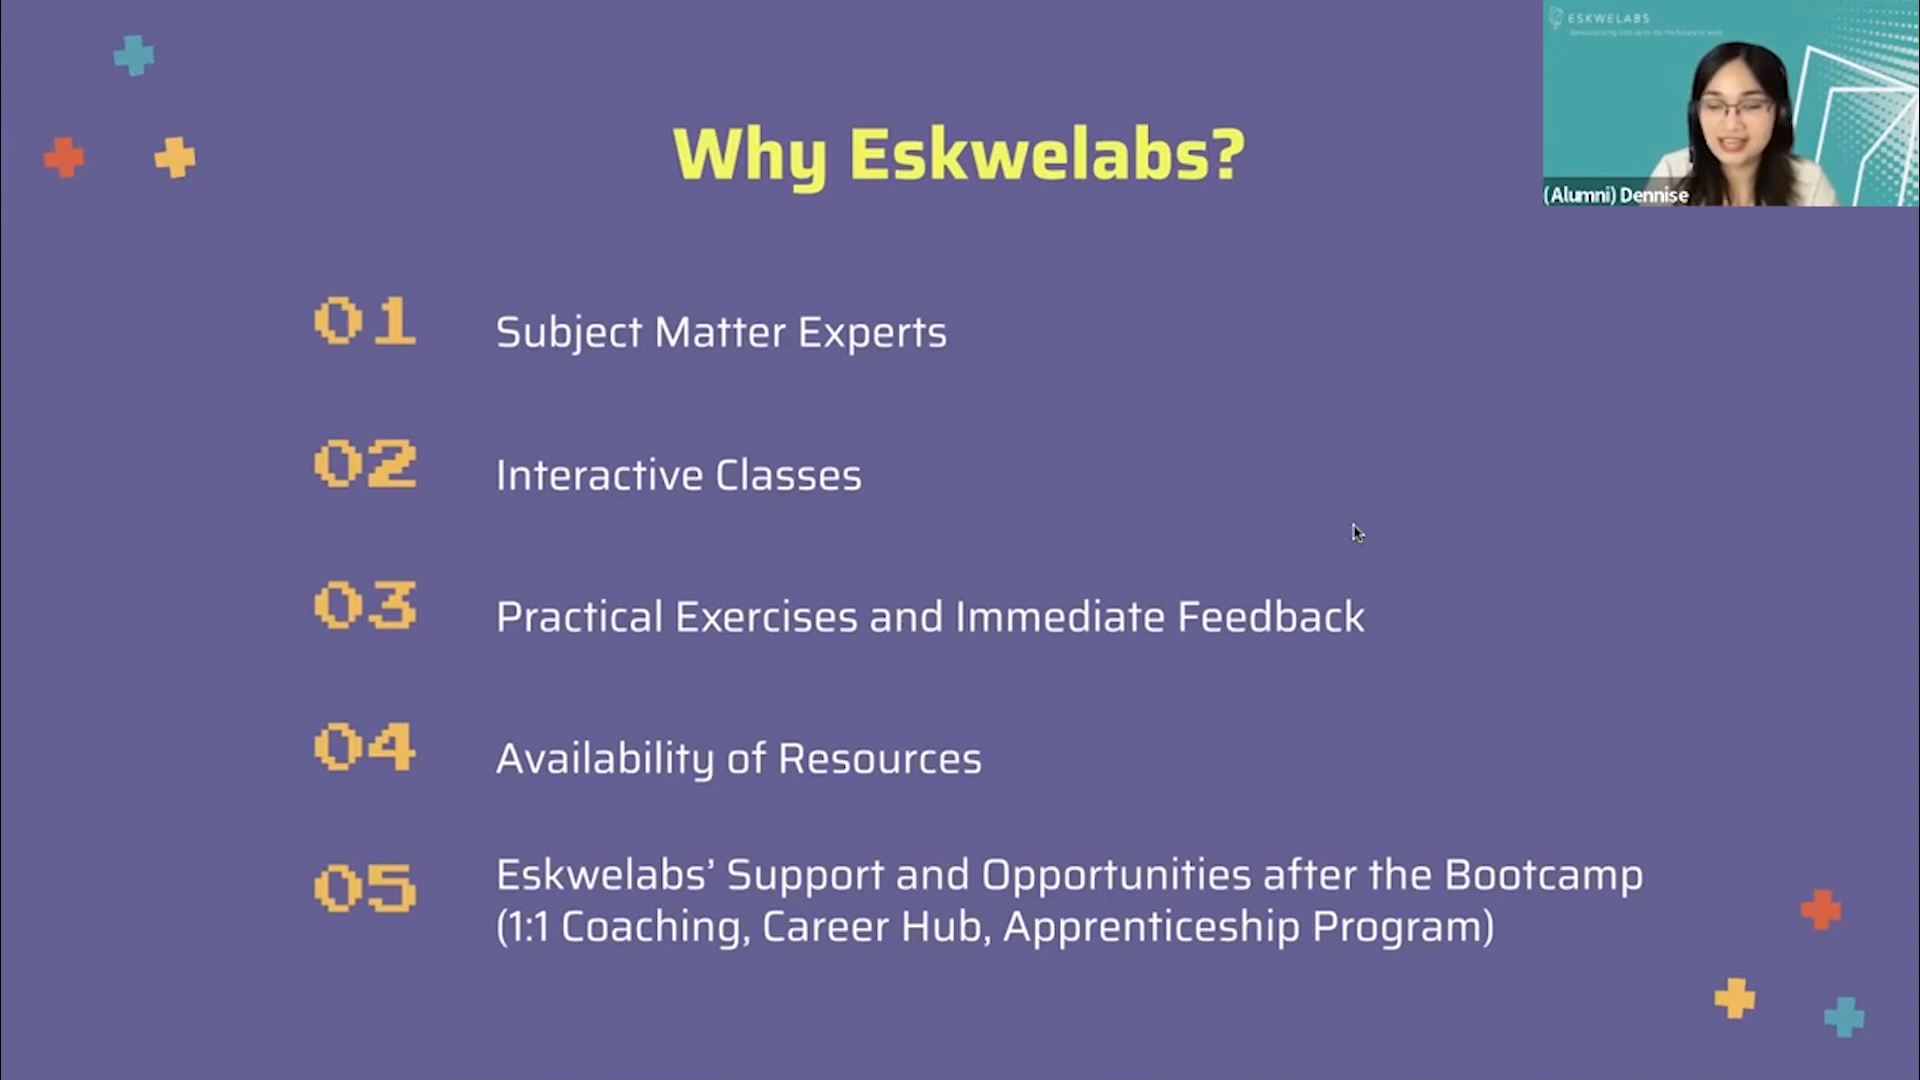 ESKWELABS
Why Eskwelabs?
(Alumni) Dennise
01 Subject Matter Experts
02 Interactive Classes
03 Practical Exercises and Immediate Feedback
04 Availability of Resources
05 Eskwelabs’ Support and Opportunities after the Bootcamp
(1:1 Coaching, Career Hub, Apprenticeship Program)